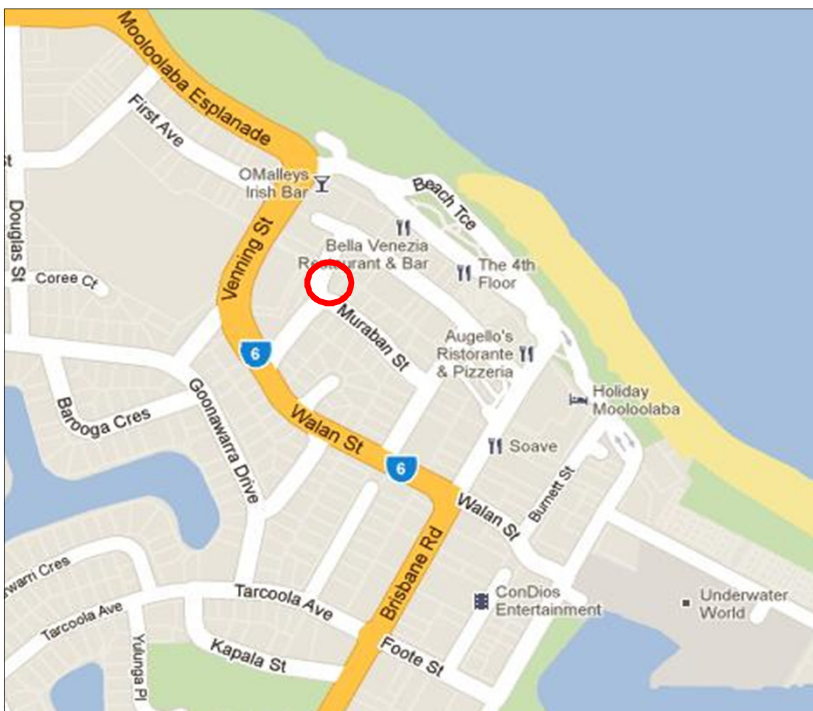 Mooloolaba Esplanade
First Ave
st
OMalleys
Irish Bar
Beach Tce
Douglas St
Venning St
Bella Venezia
Restaurant & Bar
The 4th
Floor
Coree Ct
Muraban St
Augello's
Ristorante
& Pizzeria
6
Holiday
Mooloolaba
Barooga Cres
Goonawarra Drive
Walan St
Soave
6
Burnett St
Walan St
Brisbane Rd
warri Cres
ConDios
Entertainment
Underwater
World
Tarcoola Ave
Tarcoola Ave
Foote St
Yulunga Pl
Kapala St